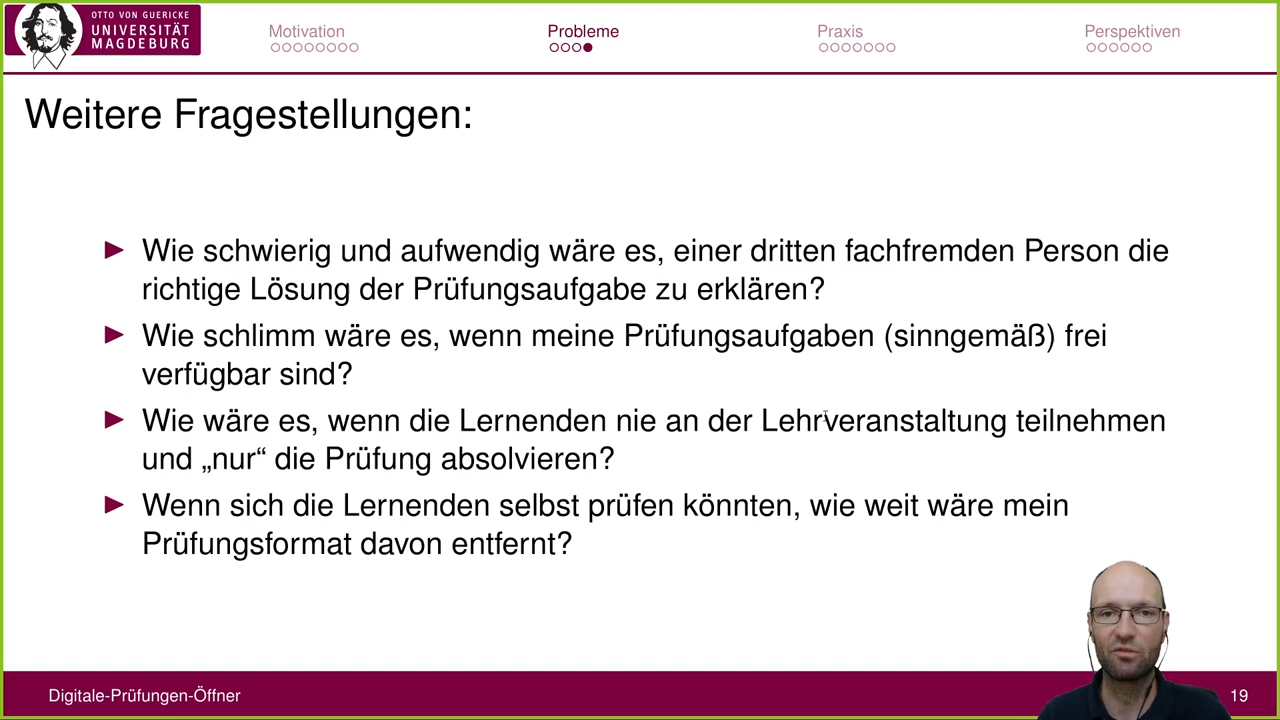 OTTO VON GUERICKE
UNIVERSITÄT
MAGDEBURG
Motivation
Probleme
Praxis
Perspektiven
Weitere Fragestellungen:
Wie schwierig und aufwendig wäre es, einer dritten fachfremden Person die
richtige Lösung der Prüfungsaufgabe zu erklären?
Wie schlimm wäre es, wenn meine Prüfungsaufgaben (sinngemäß) frei
verfügbar sind?
Wie wäre es, wenn die Lernenden nie an der Lehrveranstaltung teilnehmen
und „nur“ die Prüfung absolvieren?
Wenn sich die Lernenden selbst prüfen könnten, wie weit wäre mein
Prüfungsformat davon entfernt?
Digitale-Prüfungen-Öffner
19